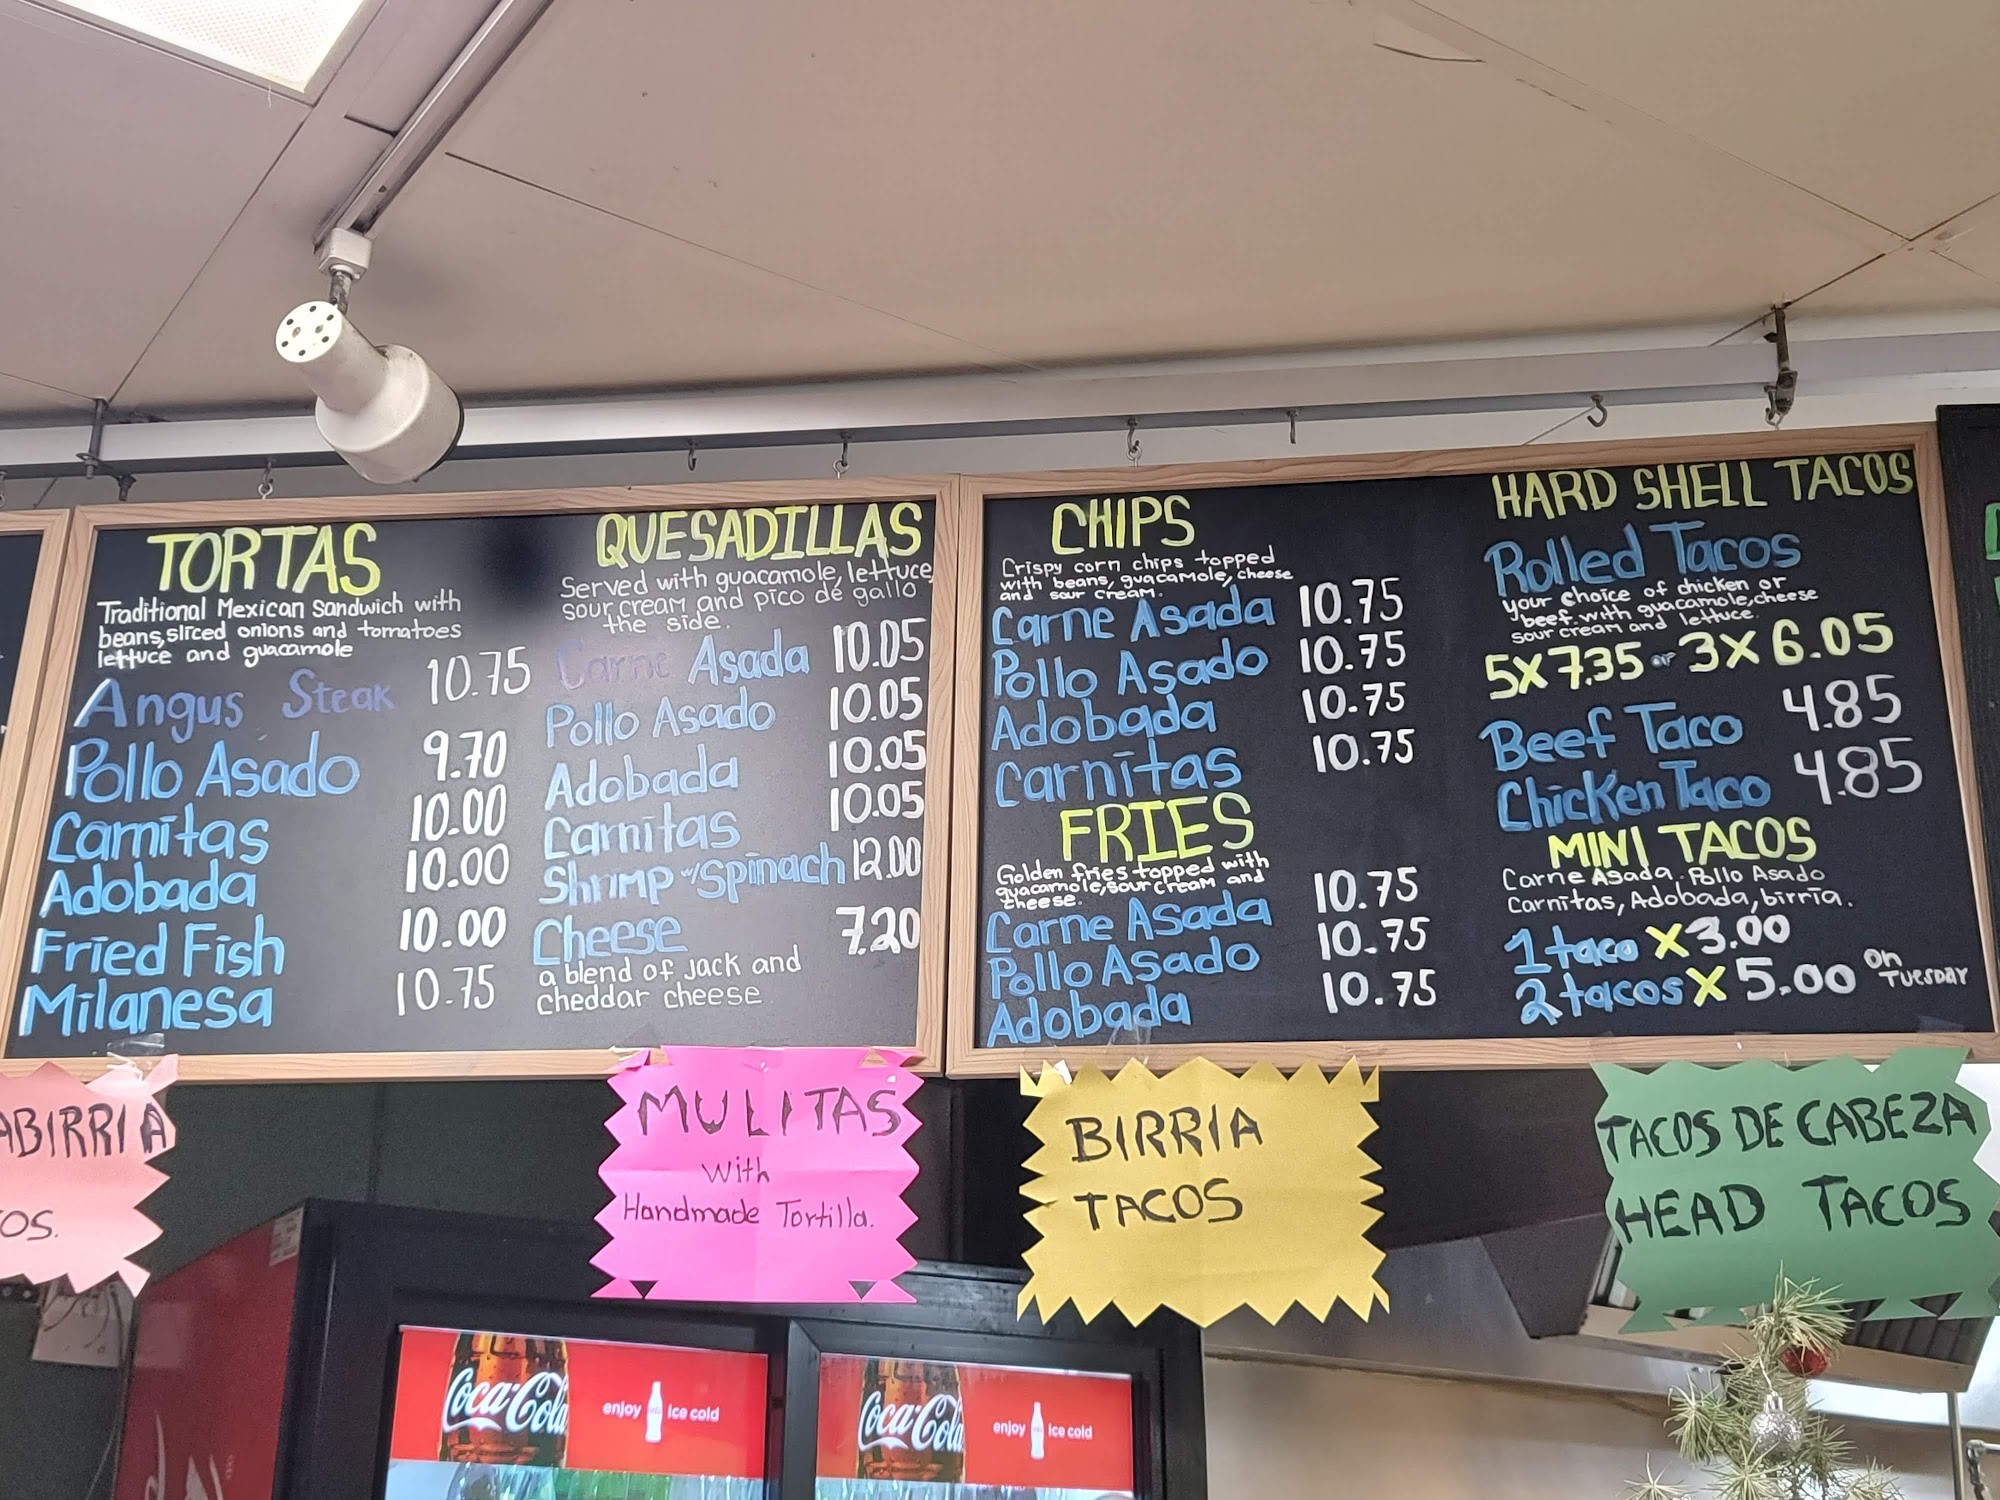 TORTAS
Traditional Mexican Sandwich with
beans, sliced onions and tomatoes
lettuce and guacamole
Angus Steak 10.75
Pollo Asado 9.70
Carnitas 10.00
Adobada 10.00
Fried Fish 10.00
Milanesa 10.75
QUESADILLAS
Served with guacamole, lettuce,
sour cream and pico de gallo
the side.
Carne Asada 10.05
Pollo Asado 10.05
Adobada 10.05
Carnitas 10.05
Shrimp w/Spinach 12.00
Cheese 7.20
a blend of Jack and
cheddar cheese
CHIPS
Crispy corn chips topped
with beans, guacamole, cheese
and sour cream.
Carne Asada 10.75
Pollo Asado 10.75
Adobada 10.75
Carnitas 10.75
FRIES
Golden fries topped with
guacamole, sour cream and
cheese.
Carne Asada 10.75
Pollo Asado 10.75
Adobada 10.75
HARD SHELL TACOS
Rolled Tacos
your choice of chicken or
beef. with guacamole, cheese
sour cream and lettuce.
5X7.35 or 3X6.05
Beef Taco 4.85
Chicken Taco 4.85
MINI TACOS
Carne Asada. Pollo Asado
Carnitas, Adobada, birria.
1 taco X 3.00
2 tacos X 5.00 on
Tuesday
ABIRRIA
OS.
MULITAS
With
Handmade Tortilla.
BIRRIA
TACOS
TACOS DE CABEZA
HEAD TACOS
Coca-Cola
enjoy ice cold
Coca-Cola
enjoy ice cold